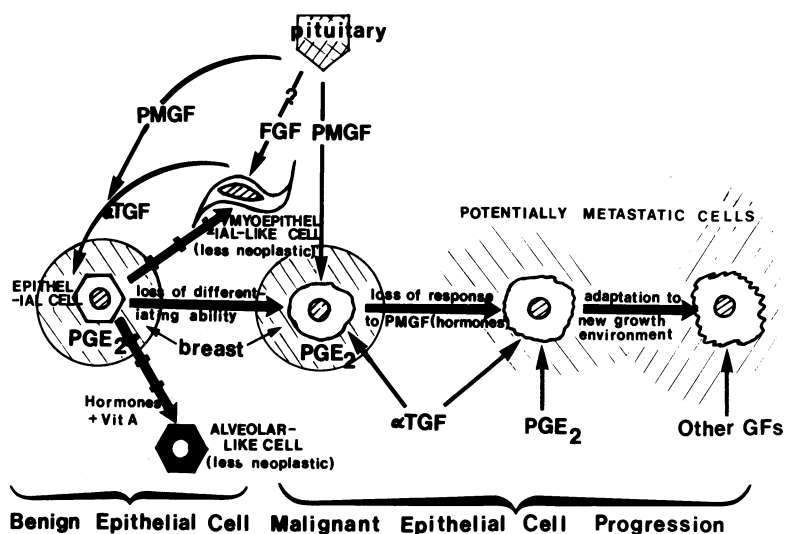 pituitary
?
PMGF
FGF
PMGF
αTGF
MYOEPITHEL
-IAL-LIKE CELL
(less neoplastic)
POTENTIALLY METASTATIC CELLS
EPITHEL
-IAL CELL
PGE2
loss of different-
iating ability
breast
PGE2
loss of response
to PMGF(hormones)
adaptation to
new growth
environment
Hormones
+ Vit A
ALVEOLAR-
LIKE CELL
(less neoplastic)
αTGF
PGE2
Other GFs
Benign Epithelial Cell
Malignant Epithelial Cell Progression